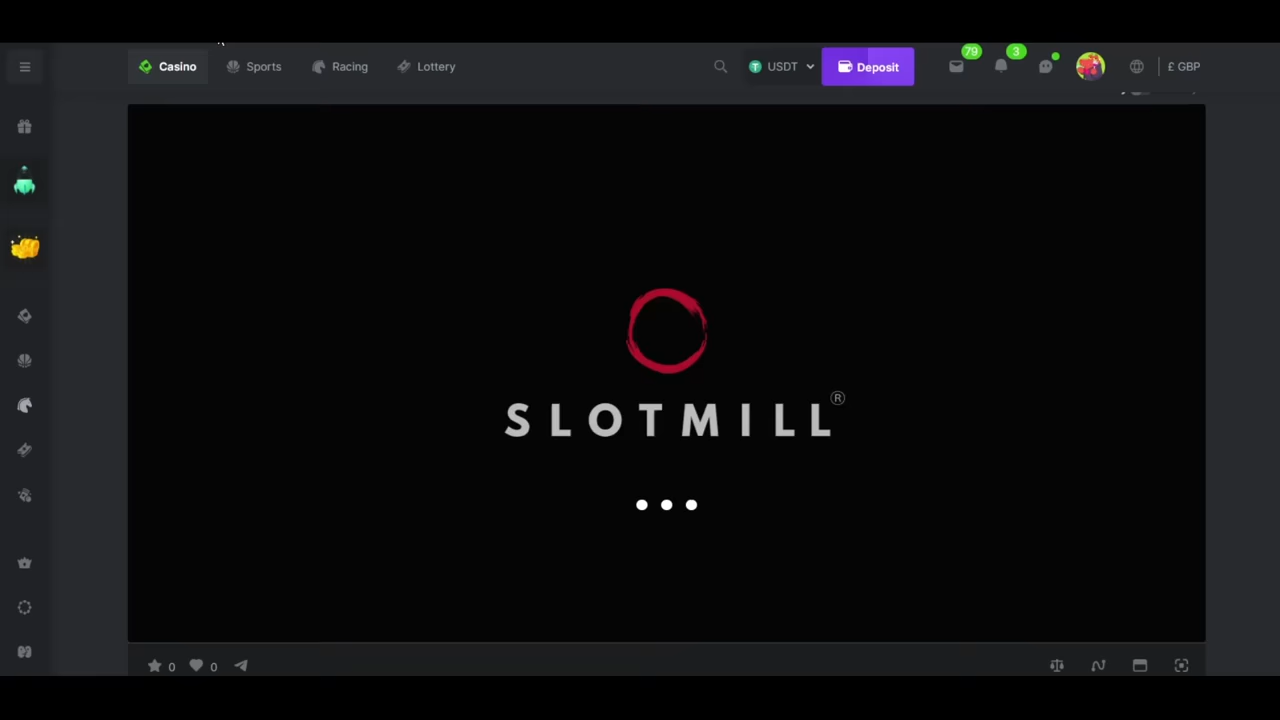 Casino
Sports
Racing
Lottery
USDT
Deposit
79
3
£ GBP
SLOTMILL®
0
0